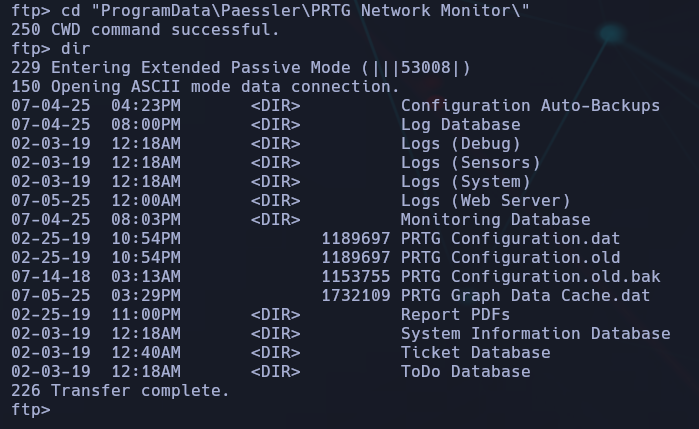 ftp> cd "ProgramData\Paessler\PRTG Network Monitor\"
250 CWD command successful.
ftp> dir
229 Entering Extended Passive Mode (|||53008|)
150 Opening ASCII mode data connection.
07-04-25  04:23PM       <DIR>          Configuration Auto-Backups
07-04-25  08:00PM       <DIR>          Log Database
02-03-19  12:18AM       <DIR>          Logs (Debug)
02-03-19  12:18AM       <DIR>          Logs (Sensors)
02-03-19  12:18AM       <DIR>          Logs (System)
07-05-25  12:00AM       <DIR>          Logs (Web Server)
07-04-25  08:03PM       <DIR>          Monitoring Database
02-25-19  10:54PM              1189697 PRTG Configuration.dat
02-25-19  10:54PM              1189697 PRTG Configuration.old
07-14-18  03:13AM              1153755 PRTG Configuration.old.bak
07-05-25  03:29PM              1732109 PRTG Graph Data Cache.dat
02-25-19  11:00PM       <DIR>          Report PDFs
02-03-19  12:18AM       <DIR>          System Information Database
02-03-19  12:40AM       <DIR>          Ticket Database
02-03-19  12:18AM       <DIR>          ToDo Database
226 Transfer complete.
ftp>